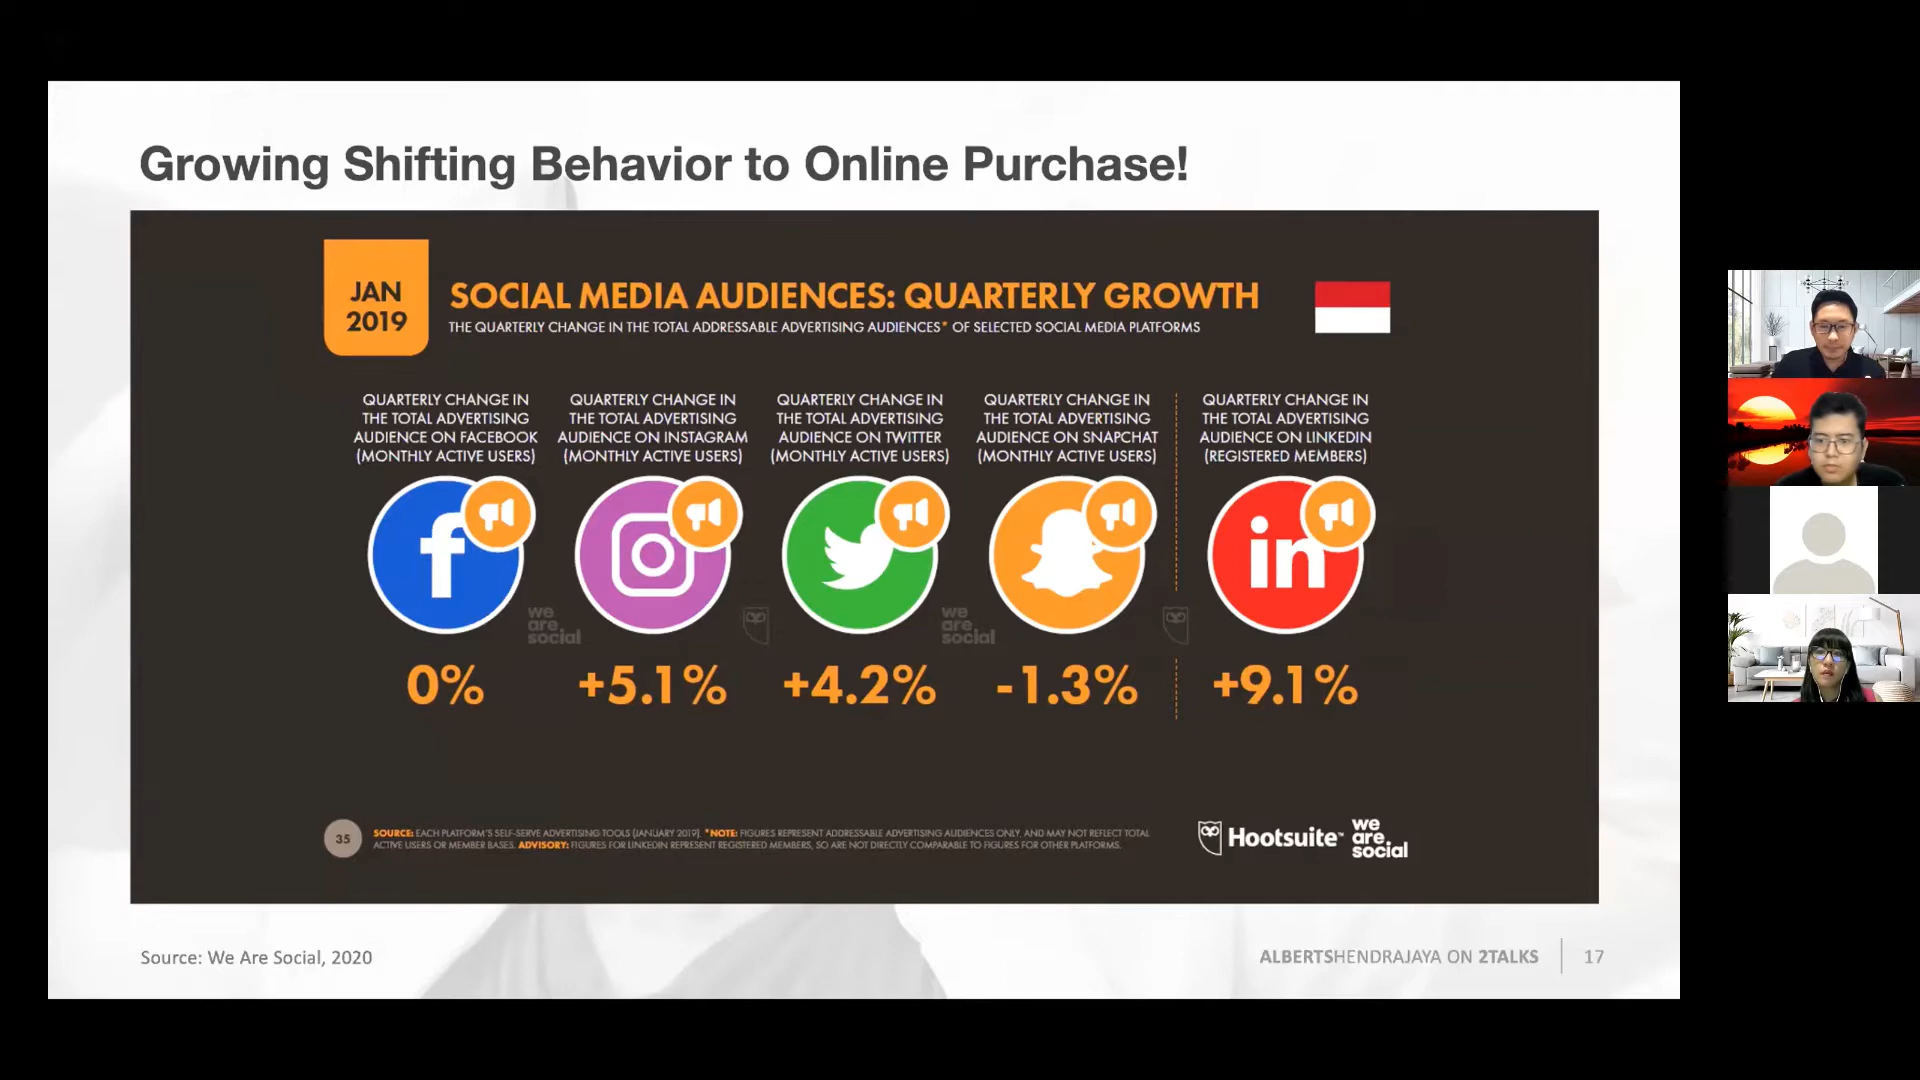 Growing Shifting Behavior to Online Purchase!
JAN
2019
SOCIAL MEDIA AUDIENCES: QUARTERLY GROWTH
THE QUARTERLY CHANGE IN THE TOTAL ADDRESSABLE ADVERTISING AUDIENCES* OF SELECTED SOCIAL MEDIA PLATFORMS
QUARTERLY CHANGE IN
THE TOTAL ADVERTISING
AUDIENCE ON FACEBOOK
(MONTHLY ACTIVE USERS)
QUARTERLY CHANGE IN
THE TOTAL ADVERTISING
AUDIENCE ON INSTAGRAM
(MONTHLY ACTIVE USERS)
QUARTERLY CHANGE IN
THE TOTAL ADVERTISING
AUDIENCE ON TWITTER
(MONTHLY ACTIVE USERS)
QUARTERLY CHANGE IN
THE TOTAL ADVERTISING
AUDIENCE ON SNAPCHAT
(MONTHLY ACTIVE USERS)
QUARTERLY CHANGE IN
THE TOTAL ADVERTISING
AUDIENCE ON LINKEDIN
(REGISTERED MEMBERS)
f
in
we
are
social
we
are
social
0%
+5.1%
+4.2%
-1.3%
+9.1%
35
SOURCE: EACH PLATFORM'S SELF-SERVE ADVERTISING TOOLS (JANUARY 2019). *NOTE: FIGURES REPRESENT ADDRESSABLE ADVERTISING AUDIENCES ONLY, AND MAY NOT REFLECT TOTAL
ACTIVE USERS OR MEMBER BASES. ADVISORY: FIGURES FOR LINKEDIN REPRESENT REGISTERED MEMBERS, SO ARE NOT DIRECTLY COMPARABLE TO FIGURES FOR OTHER PLATFORMS.
Hootsuite™
we
are
social
Source: We Are Social, 2020
ALBERTSHENDRAJAYA ON 2TALKS
17